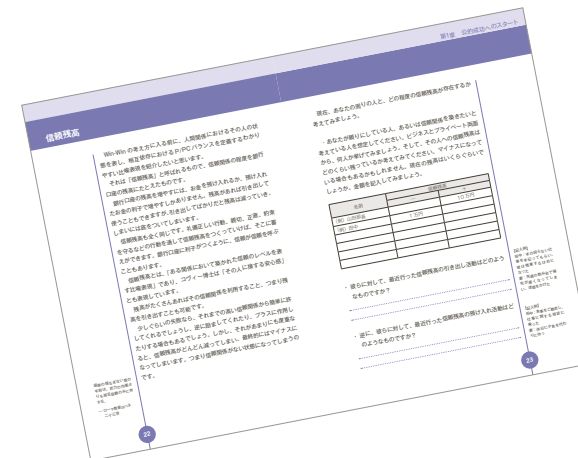 信頼残高
Win-Winの考え方に入る前に、人間関係におけるその人の状
態を表し、相互依存におけるP/PCバランスを定義するわかり
やすい比喩表現を紹介したいと思います。
それは「信頼残高」と呼ばれるもので、信頼関係の程度を銀行
口座の残高にたとえたものです。
銀行口座の残高を増やすには、お金を預け入れるか、預け入れ
たお金の利子で増やすしかありません。残高があれば引き出して
使うこともできますが、引き出してばかりだと残高は減っていき、
しまいには底をついてしまいます。
信頼残高も全く同じです。礼儀正しい行動、親切、正直、約束
を守るなどの行動を通して信頼残高をつくっていけば、そこに蓄
えができます。銀行口座に利子がつくように、信頼が信頼を呼ぶ
こともあります。
信頼残高とは、「ある関係において築かれた信頼のレベルを表
す比喩表現」であり、コヴィー博士は「その人に接する安心感」
とも表現しています。
残高がたくさんあればその信頼関係を利用すること、つまり残
高を引き出すことも可能です。
少しぐらいの失敗なら、それまでの高い信頼関係から簡単に許
してくれるでしょうし、逆に励ましてくれたり、プラスに作用し
たりする場合もあるでしょう。しかし、それがあまりにも度重な
ると、信頼残高がどんどん減ってしまい、最終的にはマイナスに
なってしまいます。つまり信頼関係がない状態になってしまうの
です。
22
第1章 公的成功へのスタート
現在、あなたの周りの人と、どの程度の信頼残高が存在するか
考えてみましょう。
・あなたが頼りにしている人、あるいは信頼関係を築きたいと
考えている人を想定してください。ビジネスとプライベート両面
から、何人か挙げてみましょう。そして、その人への信頼残高は
どのくらい残っているか考えてみてください。マイナスになって
いる場合もあるかもしれません。現在の残高はいくらぐらいで
しょうか。金額を記入してみましょう。
名前
信頼残高
－ ＋
(例) 山田部長 10万円
(例) 田中 1万円
・彼らに対して、最近行った信頼残高の引き出し活動はどのよう
なものですか？
・逆に、彼らに対して、最近行った信頼残高の預け入れ活動はど
のようなものですか？
[記入例]
[記入例]
23